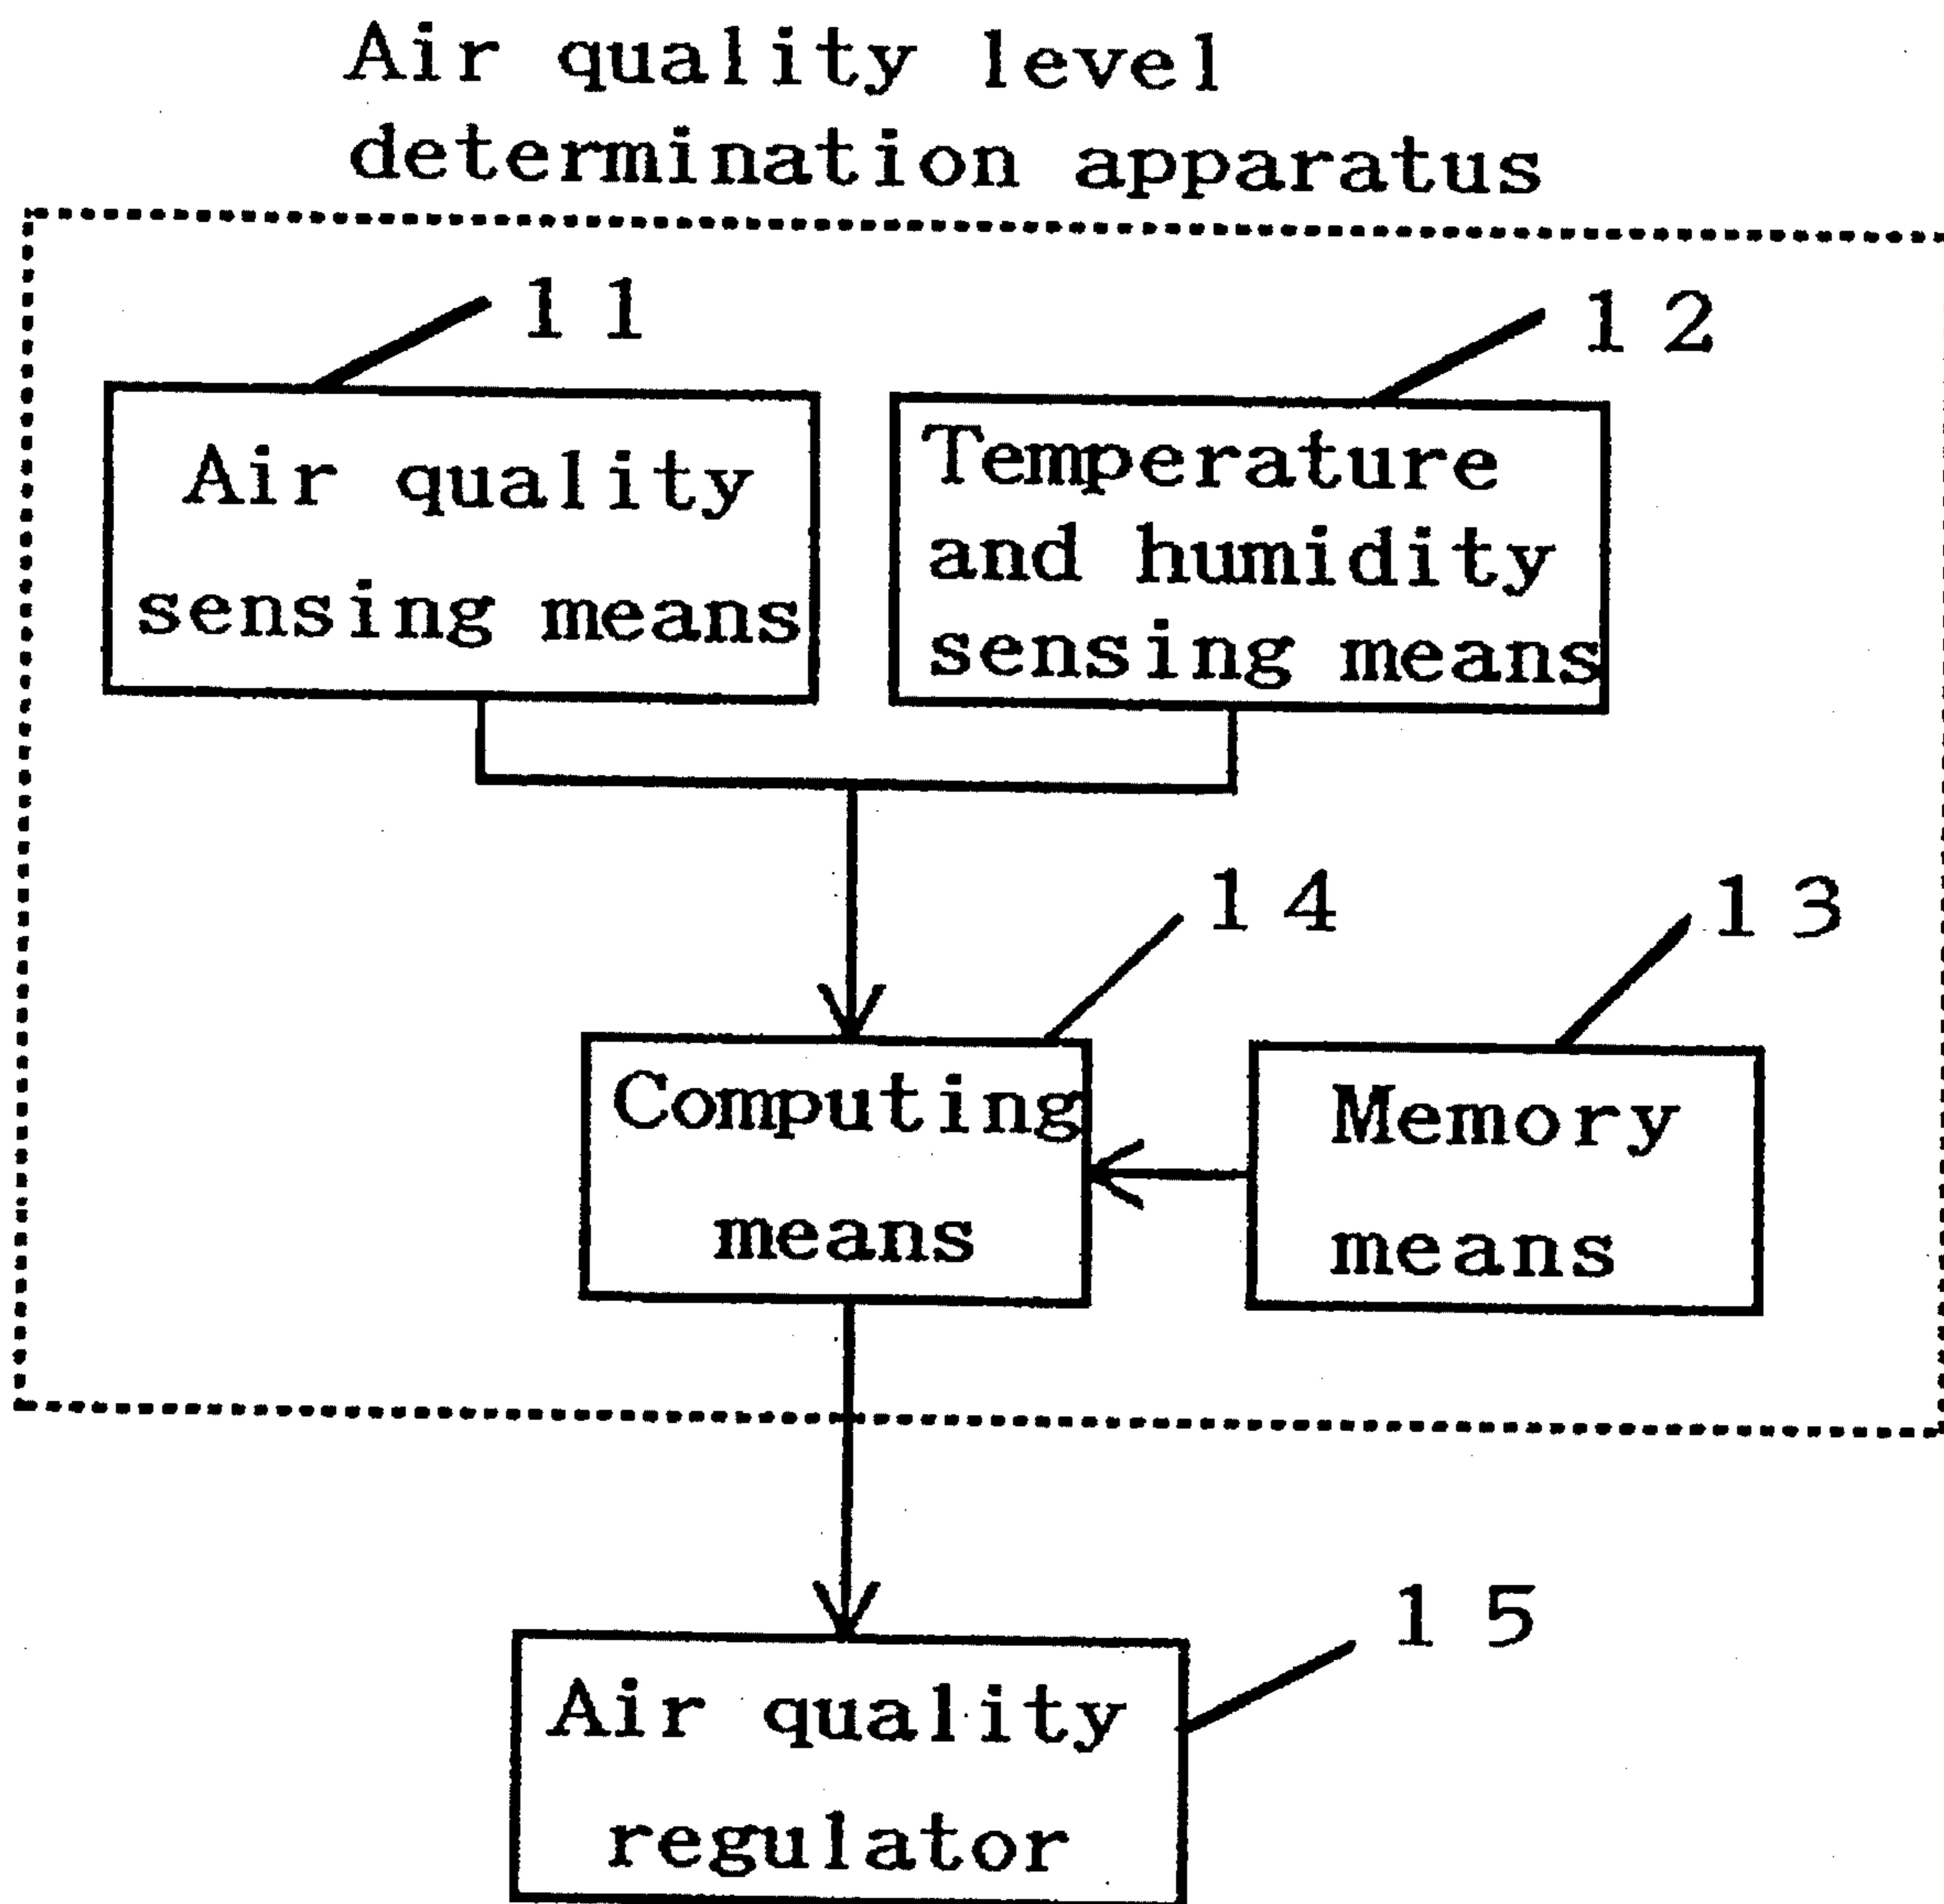 Air quality level
determination apparatus
11
12
Air quality
sensing means
Temperature
and humidity
sensing means
14
13
Computing
means
Memory
means
15
Air quality
regulator